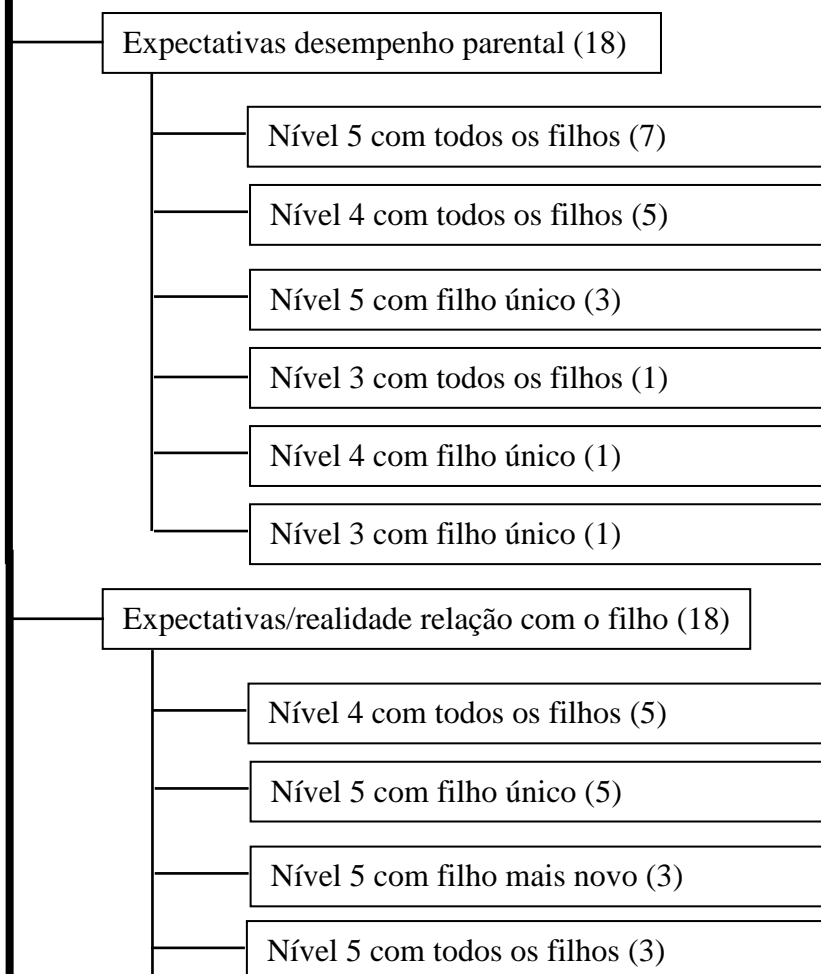 Expectativas desempenho parental (18)
Nível 5 com todos os filhos (7)
Nível 4 com todos os filhos (5)
Nível 5 com filho único (3)
Nível 3 com todos os filhos (1)
Nível 4 com filho único (1)
Nível 3 com filho único (1)
Expectativas/realidade relação com o filho (18)
Nível 4 com todos os filhos (5)
Nível 5 com filho único (5)
Nível 5 com filho mais novo (3)
Nível 5 com todos os filhos (3)